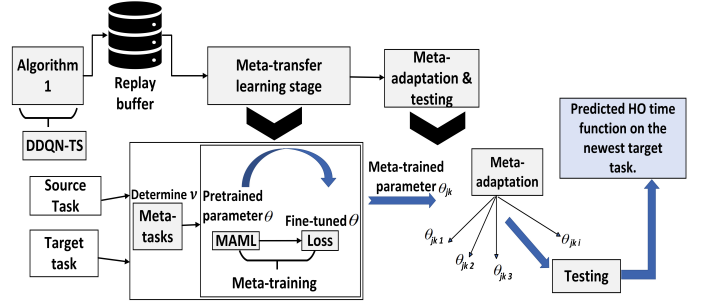 Algorithm
1
DDQN-TS
Replay
buffer
Meta-transfer
learning stage
Meta-
adaptation &
testing
Source
Task
Target
task
Determine ν
Meta-
tasks
Pretrained
parameter θ
Fine-tuned θ
MAML
Loss
Meta-training
Meta-trained
parameter θjk
Meta-
adaptation
θjk 1
θjk 2
θjk 3
θjk i
Testing
Predicted HO time
function on the
newest target
task.